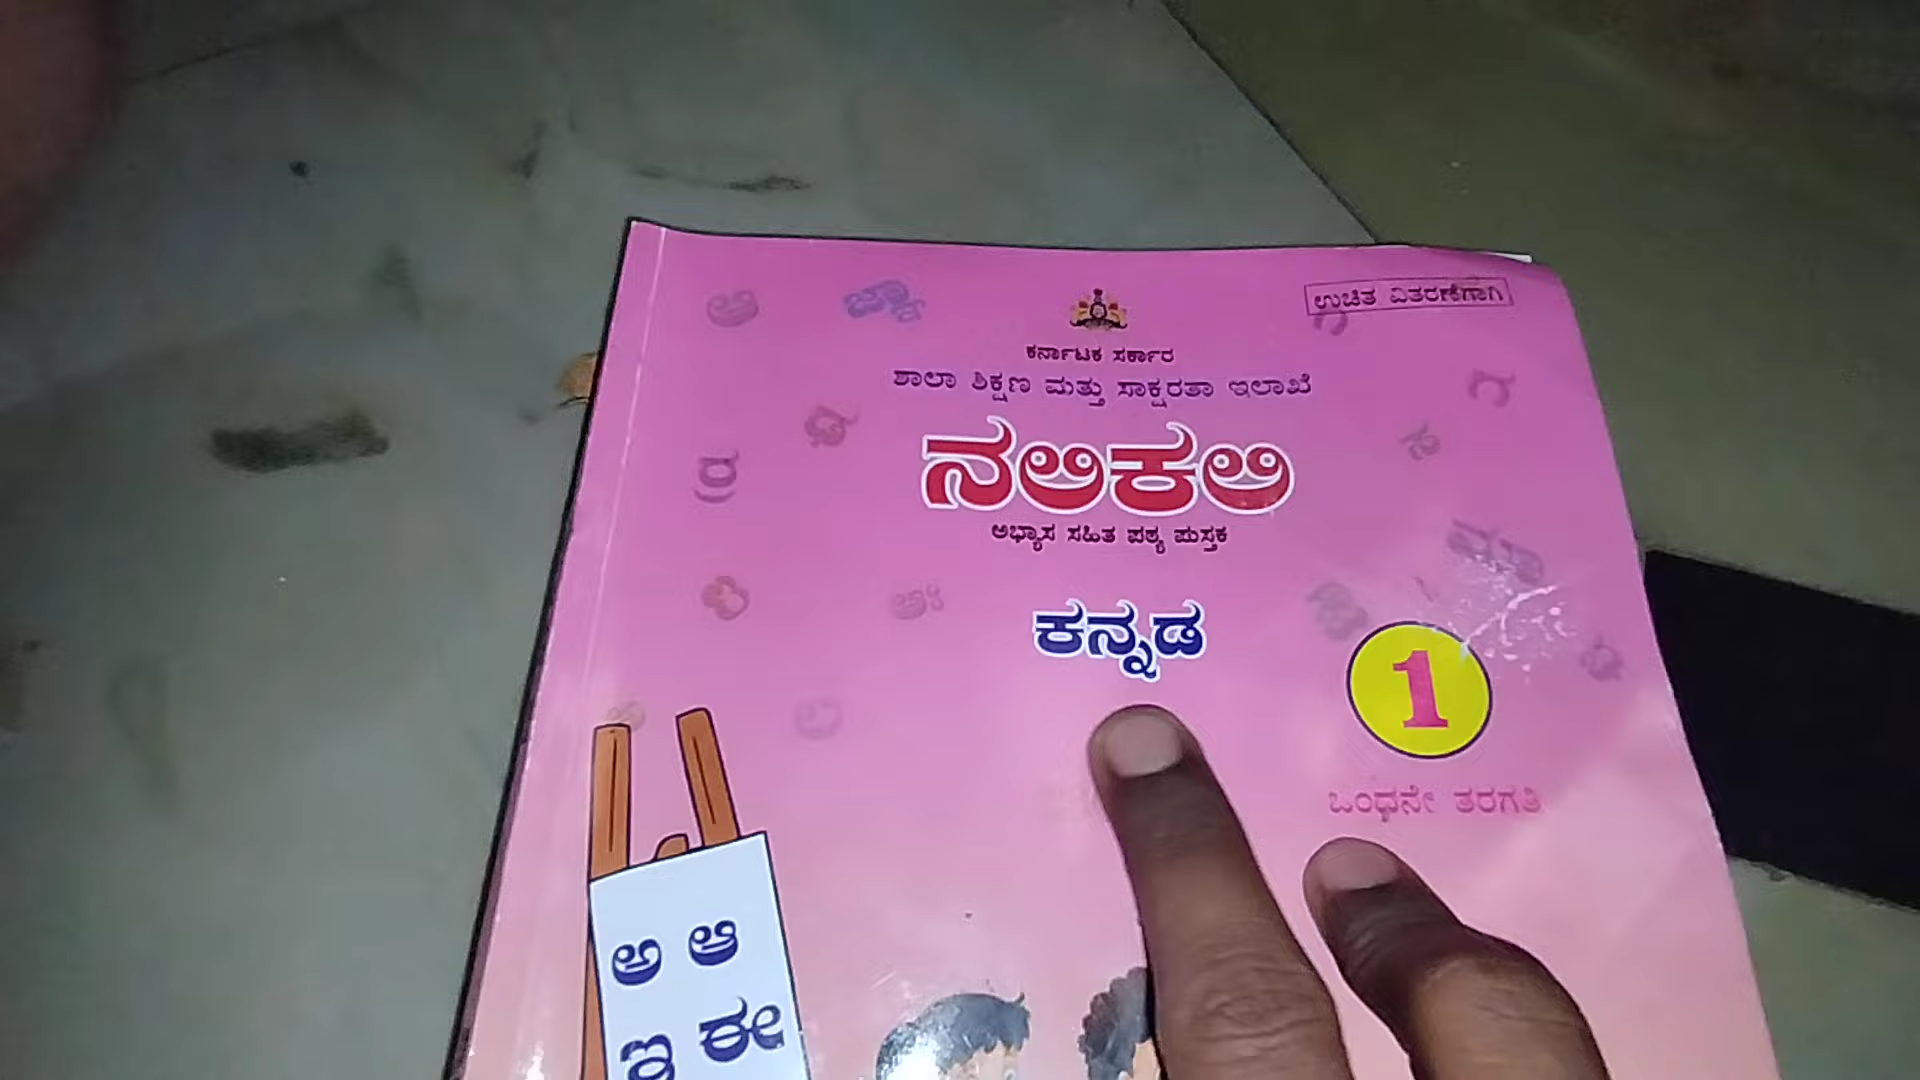 ಉಚಿತ ವಿತರಣೆಗಾಗಿ
ಕರ್ನಾಟಕ ಸರ್ಕಾರ
ಶಾಲಾ ಶಿಕ್ಷಣ ಮತ್ತು ಸಾಕ್ಷರತಾ ಇಲಾಖೆ
ನಲಿಕಲಿ
ಅಭ್ಯಾಸ ಸಹಿತ ಪಠ್ಯ ಪುಸ್ತಕ
ಕನ್ನಡ
1
ಒಂಧನೇ ತರಗತಿ
ಅ ಆ
ಇ ಈ